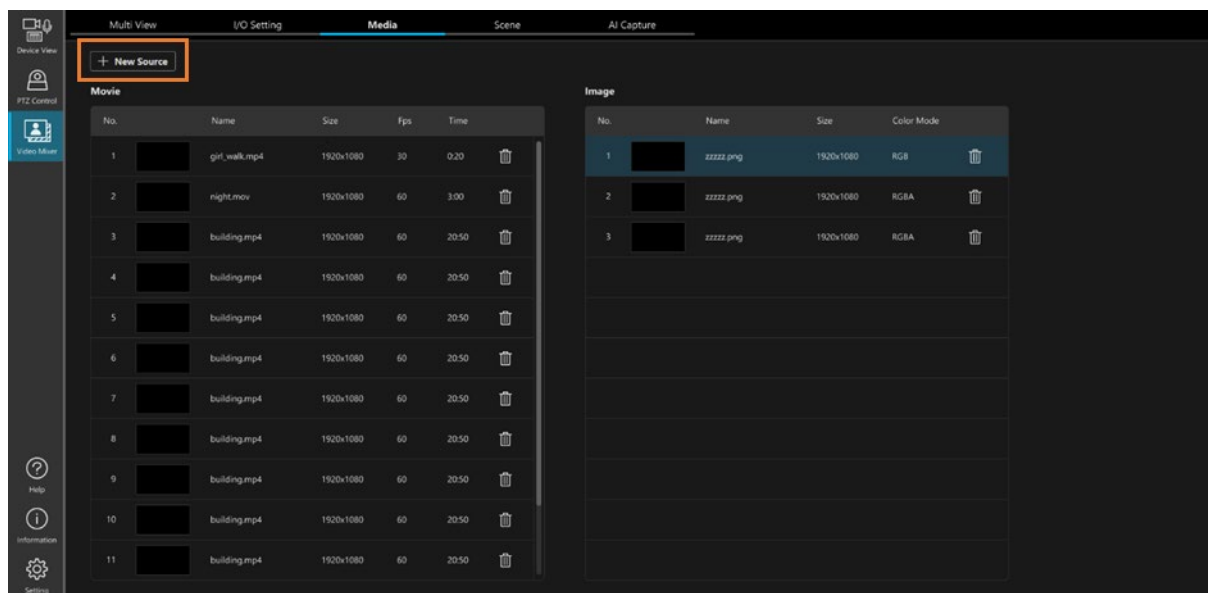 Multi View I/O Setting Media Scene AI Capture
Device View
PTZ Control
Video Mixer
Help
Information
Setting
+ New Source
Movie
No. Name Size Fps Time
1 girl_walk.mp4 1920x1080 30 0:20
2 night.mov 1920x1080 60 3:00
3 building.mp4 1920x1080 60 20:50
4 building.mp4 1920x1080 60 20:50
5 building.mp4 1920x1080 60 20:50
6 building.mp4 1920x1080 60 20:50
7 building.mp4 1920x1080 60 20:50
8 building.mp4 1920x1080 60 20:50
9 building.mp4 1920x1080 60 20:50
10 building.mp4 1920x1080 60 20:50
11 building.mp4 1920x1080 60 20:50
Image
No. Name Size Color Mode
1 zzzzz.png 1920x1080 RGB
2 zzzzz.png 1920x1080 RGBA
3 zzzzz.png 1920x1080 RGBA